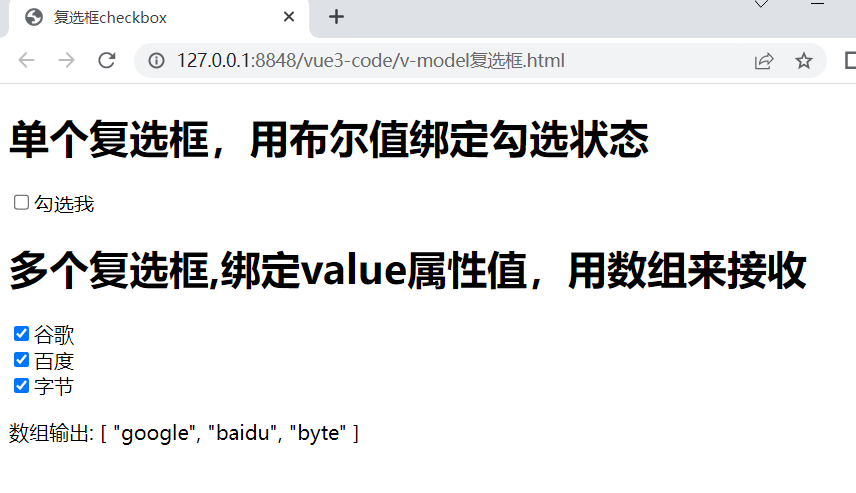 复选框checkbox
127.0.0.1:8848/vue3-code/v-model复选框.html
单个复选框，用布尔值绑定勾选状态
勾选我
多个复选框,绑定value属性值，用数组来接收
谷歌
百度
字节
数组输出: [ "google", "baidu", "byte" ]